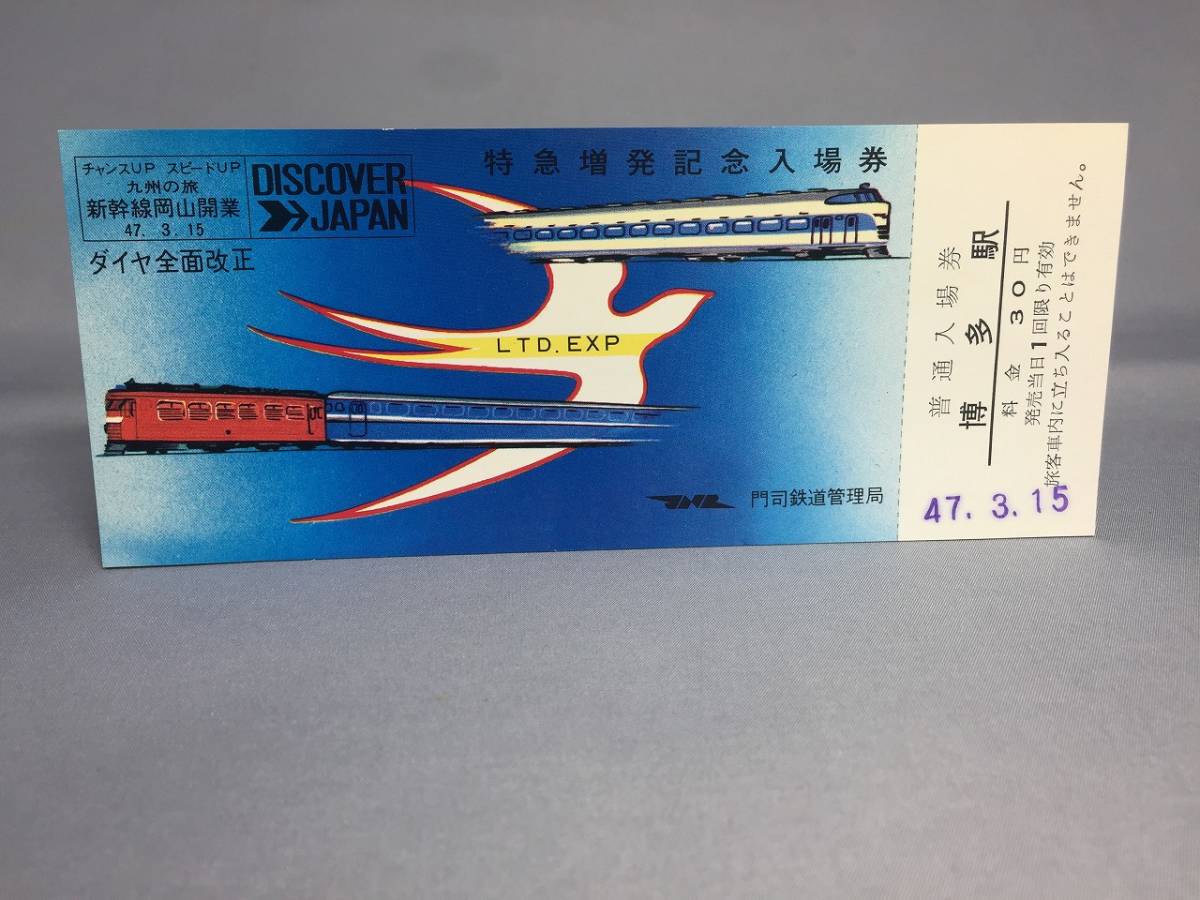 チャンスUP スピードUP
九州の旅
新幹線岡山開業
47. 3. 15
DISCOVER
JAPAN
ダイヤ全面改正
特急増発記念入場券
LTD. EXP
JNR 門司鉄道管理局
普通入場券
博多駅
料金 30円
発売当日1回限り有効
旅客車内に立ち入ることはできません。
47. 3. 15